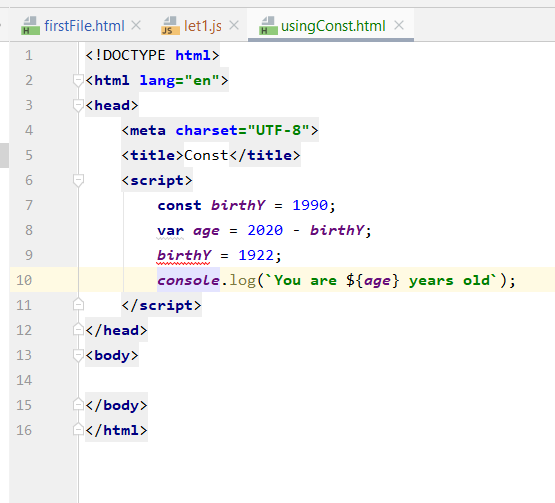 firstFile.html let1.js usingConst.html
1 <!DOCTYPE html>
2 <html lang="en">
3 <head>
4 <meta charset="UTF-8">
5 <title>Const</title>
6 <script>
7 const birthY = 1990;
8 var age = 2020 - birthY;
9 birthY = 1922;
10 console.log(`You are ${age} years old`);
11 </script>
12 </head>
13 <body>
14
15 </body>
16 </html>